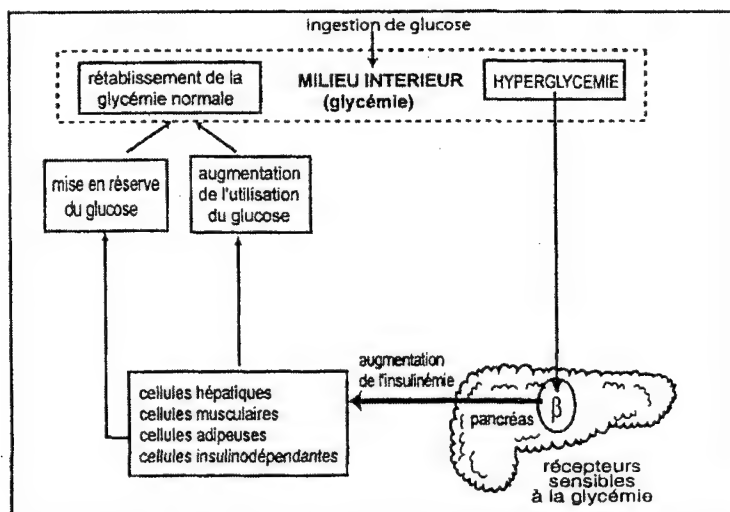 ingestion de glucose
rétablissement de la
glycémie normale
MILIEU INTERIEUR
(glycémie)
HYPERGLYCEMIE
mise en réserve
du glucose
augmentation
de l'utilisation
du glucose
augmentation
de l'insulinémie
cellules hépatiques
cellules musculaires
cellules adipeuses
cellules insulinodépendantes
pancréas
β
récepteurs
sensibles
à la glycémie